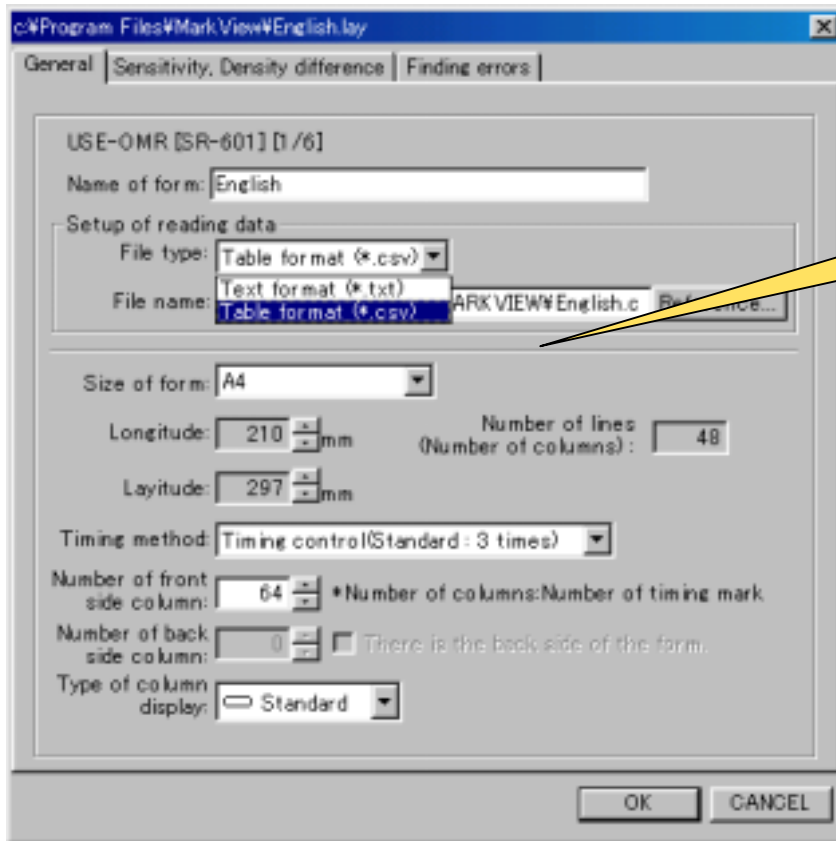 c:¥Program Files¥MarkView¥English.lay
General Sensitivity, Density difference Finding errors
USE-OMR [SR-601] [1/6]
Name of form: English
Setup of reading data
File type: Table format (*.csv)
Text format (*.txt)
File name: Table format (*.csv) ARKVIEW¥English.c Reference...
Size of form: A4
Longitude: 210 mm
Number of lines
(Number of columns) : 48
Layitude: 297 mm
Timing method: Timing control(Standard : 3 times)
Number of front
side column: 64 *Number of columns:Number of timing mark
Number of back
side column: 0 There is the back side of the form.
Type of column
display: Standard
OK CANCEL